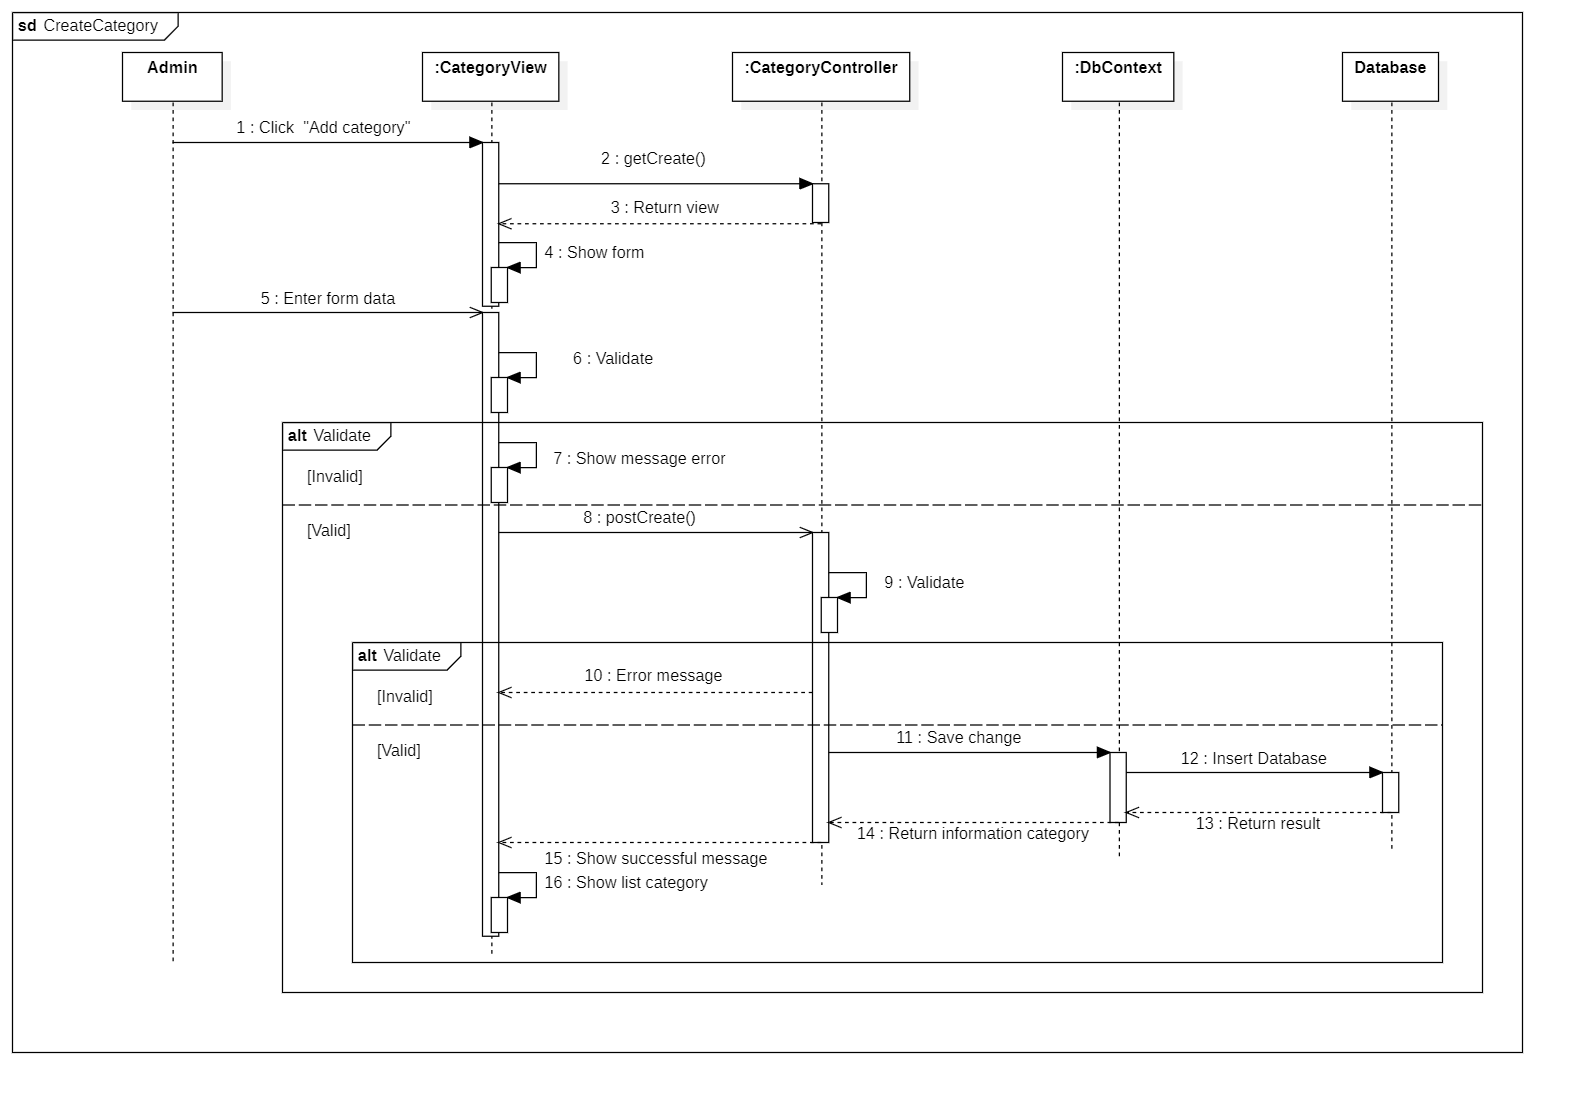 sd CreateCategory
Admin
:CategoryView
:CategoryController
:DbContext
Database
1 : Click  "Add category"
2 : getCreate()
3 : Return view
4 : Show form
5 : Enter form data
6 : Validate
alt Validate
7 : Show message error
[Invalid]
8 : postCreate()
[Valid]
9 : Validate
alt Validate
10 : Error message
[Invalid]
11 : Save change
[Valid]
12 : Insert Database
13 : Return result
14 : Return information category
15 : Show successful message
16 : Show list category